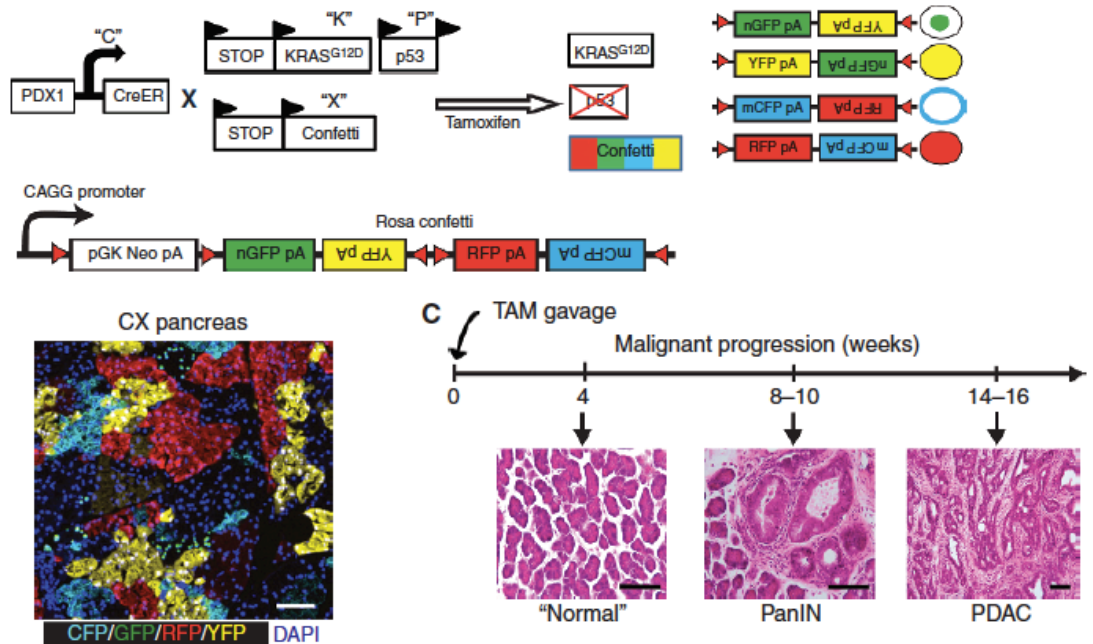 "C"
"K"
"P"
STOP
KRASG12D
p53
PDX1
CreER
X
"X"
STOP
Confetti
Tamoxifen
KRASG12D
p53
Confetti
nGFP pA
YFP pA
YFP pA
nGFP pA
mCFP pA
RFP pA
RFP pA
mCFP pA
CAGG promoter
Rosa confetti
pGK Neo pA
nGFP pA
YFP pA
RFP pA
mCFP pA
CX pancreas
CFP/GFP/RFP/YFP DAPI
C
TAM gavage
Malignant progression (weeks)
0
4
8–10
14–16
"Normal"
PanIN
PDAC